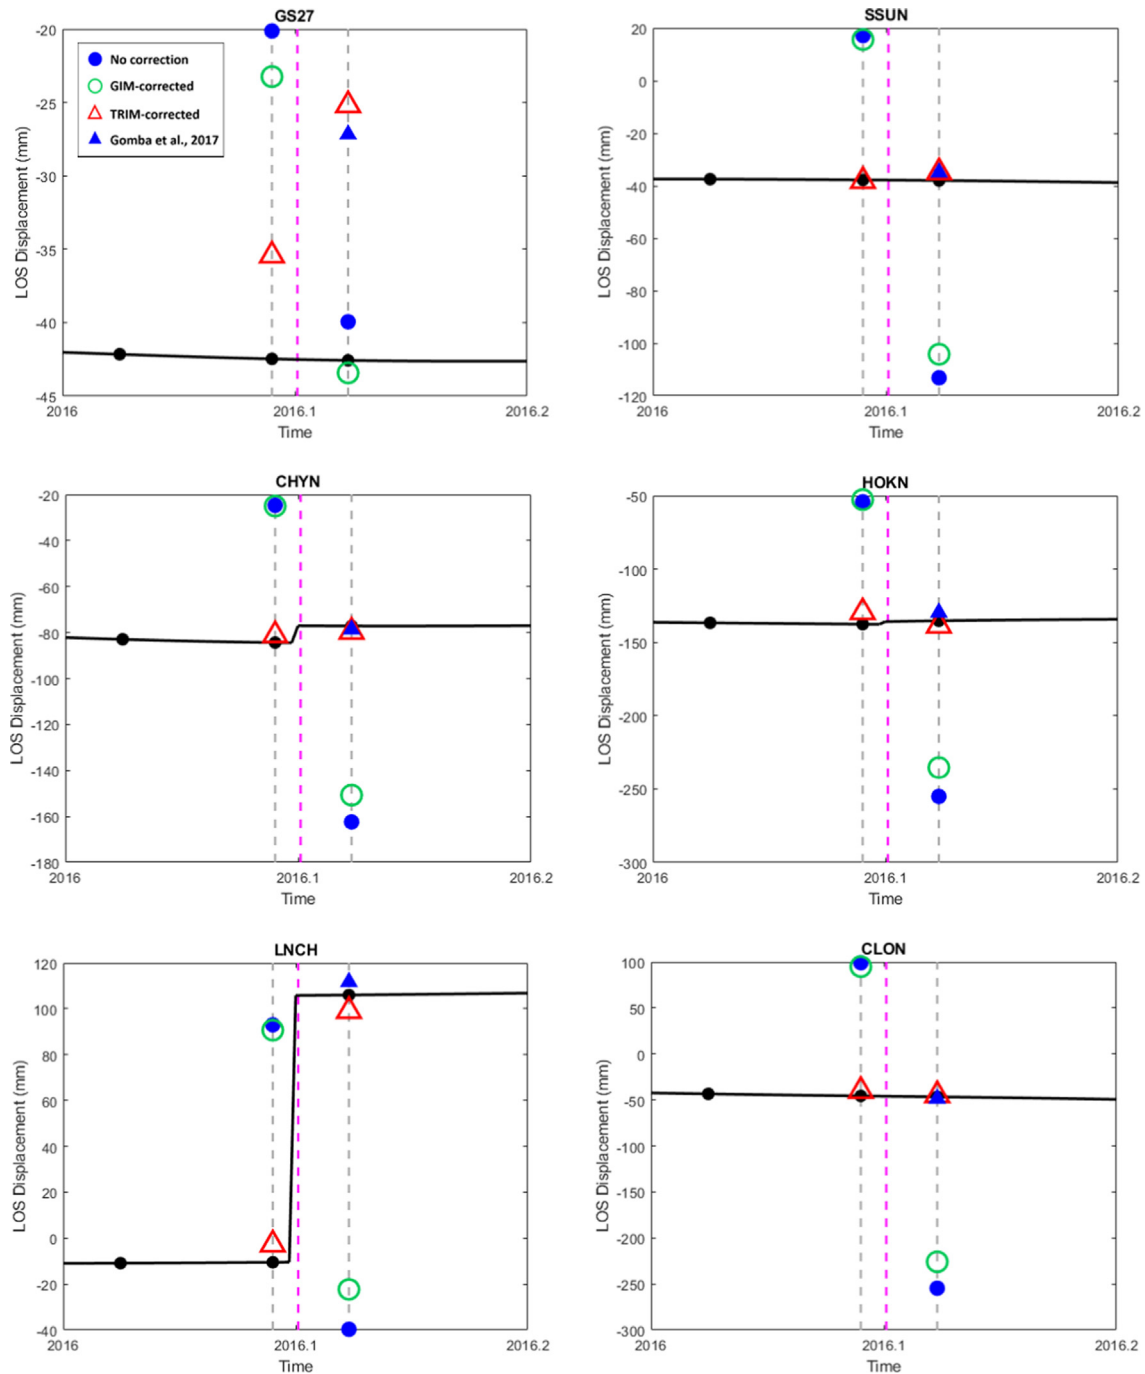 GS27
-20
-25
-30
-35
-40
-45
LOS Displacement (mm)
No correction
GIM-corrected
TRIM-corrected
Gomba et al., 2017
2016
2016.1
2016.2
Time
SSUN
20
0
-20
-40
-60
-80
-100
-120
LOS Displacement (mm)
2016
2016.1
2016.2
Time
CHYN
-20
-40
-60
-80
-100
-120
-140
-160
-180
LOS Displacement (mm)
2016
2016.1
2016.2
Time
HOKN
-50
-100
-150
-200
-250
-300
LOS Displacement (mm)
2016
2016.1
2016.2
Time
LNCH
120
100
80
60
40
20
0
-20
-40
LOS Displacement (mm)
2016
2016.1
2016.2
Time
CLON
100
50
0
-50
-100
-150
-200
-250
-300
LOS Displacement (mm)
2016
2016.1
2016.2
Time